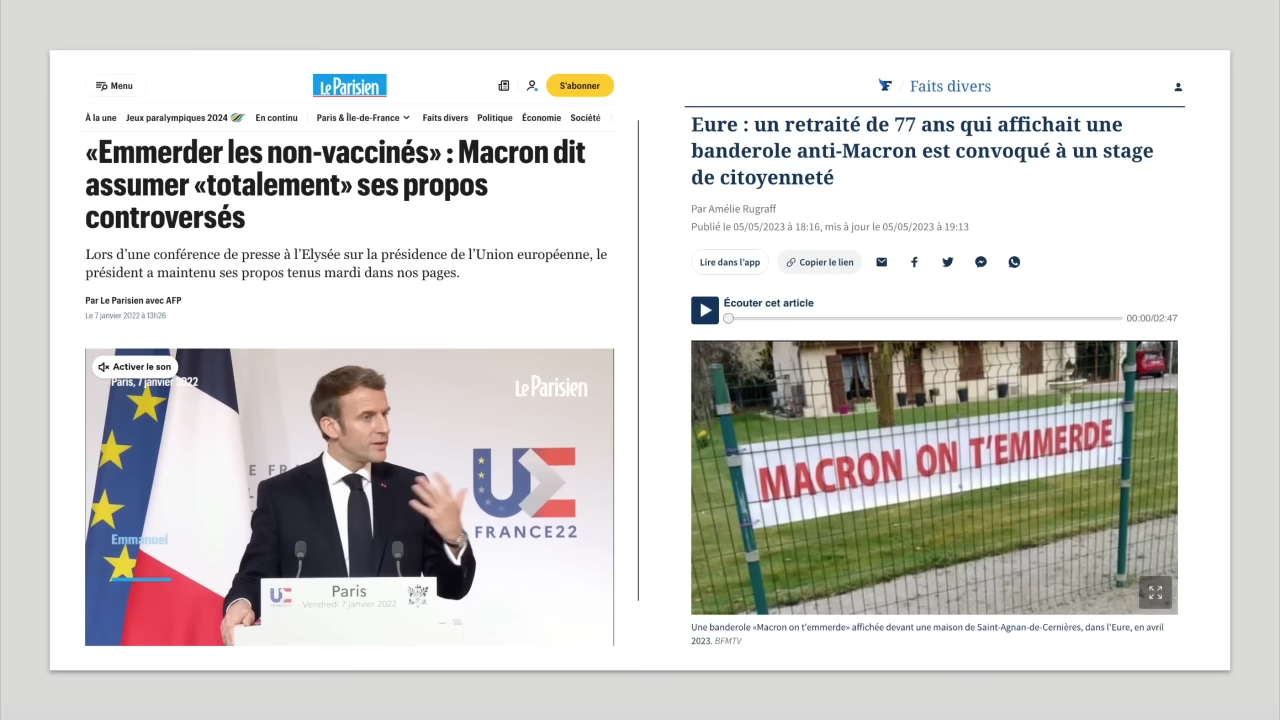 Menu
Le Parisien
S'abonner
À la une Jeux paralympiques 2024 En continu Paris & Île-de-France Faits divers Politique Économie Société
«Emmerder les non-vaccinés» : Macron dit
assumer «totalement» ses propos
controversés
Lors d'une conférence de presse à l'Elysée sur la présidence de l'Union européenne, le
président a maintenu ses propos tenus mardi dans nos pages.
Par Le Parisien avec AFP
Le 7 janvier 2022 à 13h26
Activer le son
Paris, 7 janvier 2022
Le Parisien
UE
FRANCE22
Emmanuel
UE
Paris
Vendredi 7 janvier 2022
F / Faits divers
Eure : un retraité de 77 ans qui affichait une
banderole anti-Macron est convoqué à un stage
de citoyenneté
Par Amélie Rugraff
Publié le 05/05/2023 à 18:16, mis à jour le 05/05/2023 à 19:13
Lire dans l'app Copier le lien
Écouter cet article
00:00/02:47
MACRON ON T'EMMERDE
Une banderole «Macron on t'emmerde» affichée devant une maison de Saint-Agnan-de-Cernières, dans l'Eure, en avril
2023. BFMTV